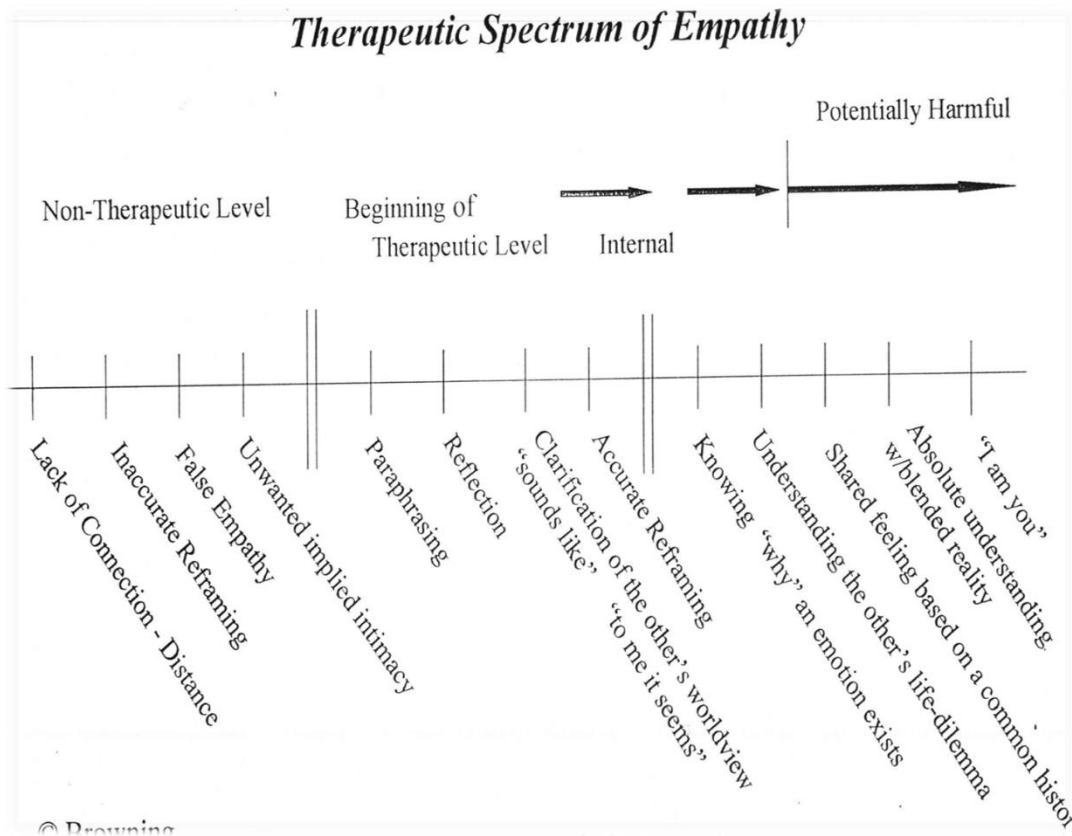 Therapeutic Spectrum of Empathy
Potentially Harmful
Non-Therapeutic Level
Beginning of
Therapeutic Level
Internal
Lack of Connection - Distance
Inaccurate Reframing
False Empathy
Unwanted implied intimacy
Paraphrasing
Reflection
Clarification of the other's worldview
"sounds like"
"to me it seems"
Accurate Reframing
Knowing "why" an emotion exists
Understanding the other's life-dilemma
Shared feeling based on a common histor
Absolute understanding
w/blended reality
"I am you"
© Browning